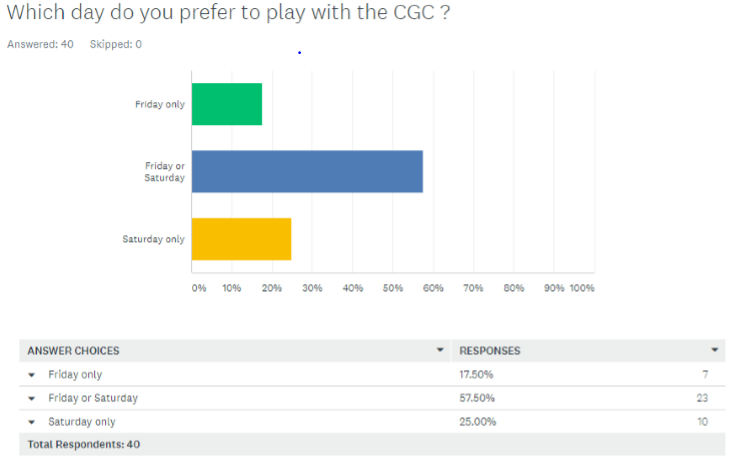 Which day do you prefer to play with the CGC ?
Answered: 40 Skipped: 0
Friday only
Friday or
Saturday
Saturday only
0% 10% 20% 30% 40% 50% 60% 70% 80% 90% 100%
ANSWER CHOICES RESPONSES
Friday only 17.50% 7
Friday or Saturday 57.50% 23
Saturday only 25.00% 10
Total Respondents: 40